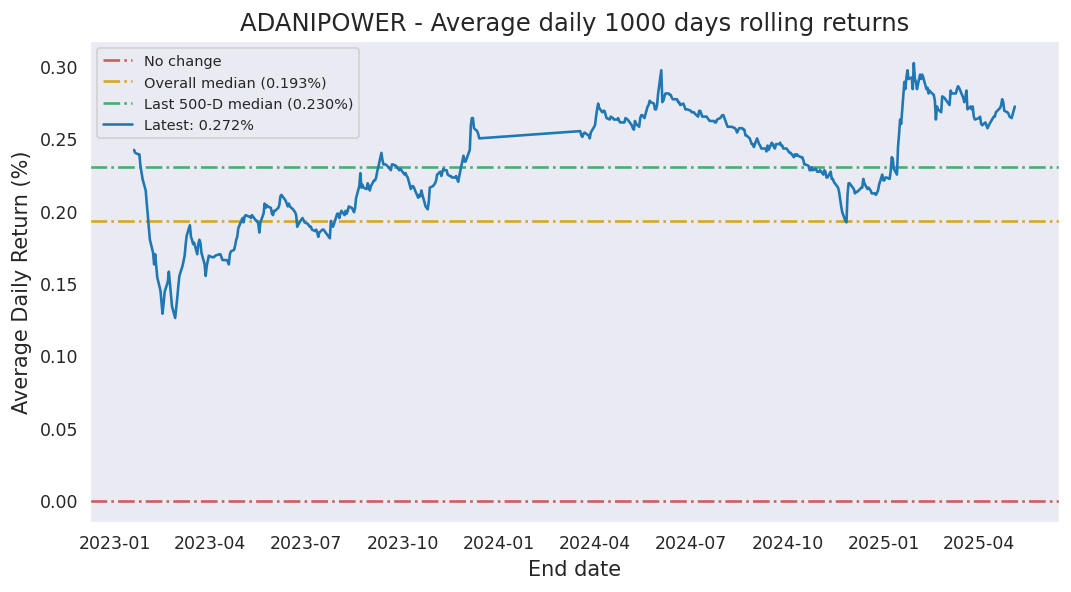 ADANIPOWER - Average daily 1000 days rolling returns
No change
Overall median (0.193%)
Last 500-D median (0.230%)
Latest: 0.272%
Average Daily Return (%)
0.30
0.25
0.20
0.15
0.10
0.05
0.00
2023-01 2023-04 2023-07 2023-10 2024-01 2024-04 2024-07 2024-10 2025-01 2025-04
End date